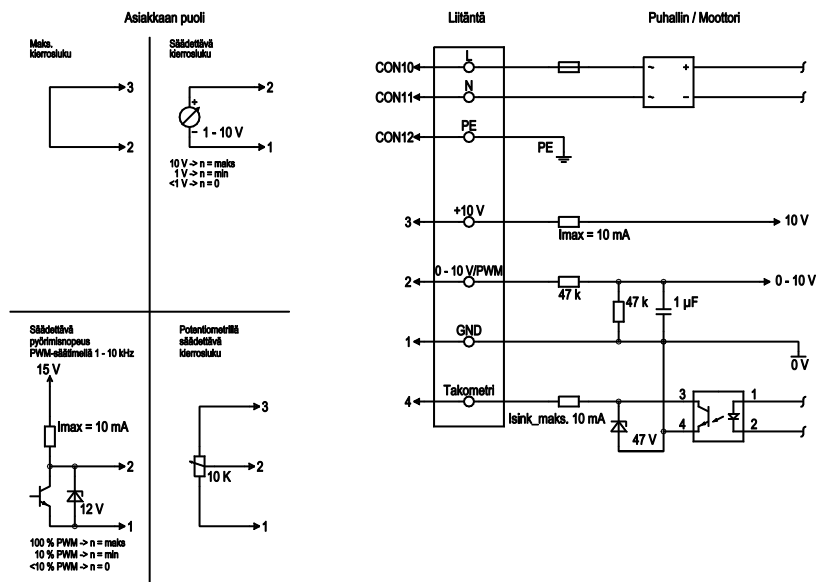 Asiakkaan puoli
Liitäntä
Puhallin / Moottori
Maks.
kierrosluku
3
2
Säädettävä
kierrosluku
2
+
–
1 - 10 V
1
10 V -> n = maks
1 V -> n = min
<1 V -> n = 0
Säädettävä
pyörimisnopeus
PWM-säätimellä 1 - 10 kHz
15 V
Imax = 10 mA
2
12 V
1
100 % PWM -> n = maks
10 % PWM -> n = min
<10 % PWM -> n = 0
Potentiometrillä
säädettävä
kierrosluku
3
2
10 K
1
CON10
L
~
+
CON11
N
~
–
CON12
PE
PE
3
+10 V
Imax = 10 mA
10 V
2
0 - 10 V/PWM
47 k
47 k
1 µF
0 - 10 V
1
GND
0 V
4
Takometri
Isink_maks. 10 mA
47 V
3
4
1
2